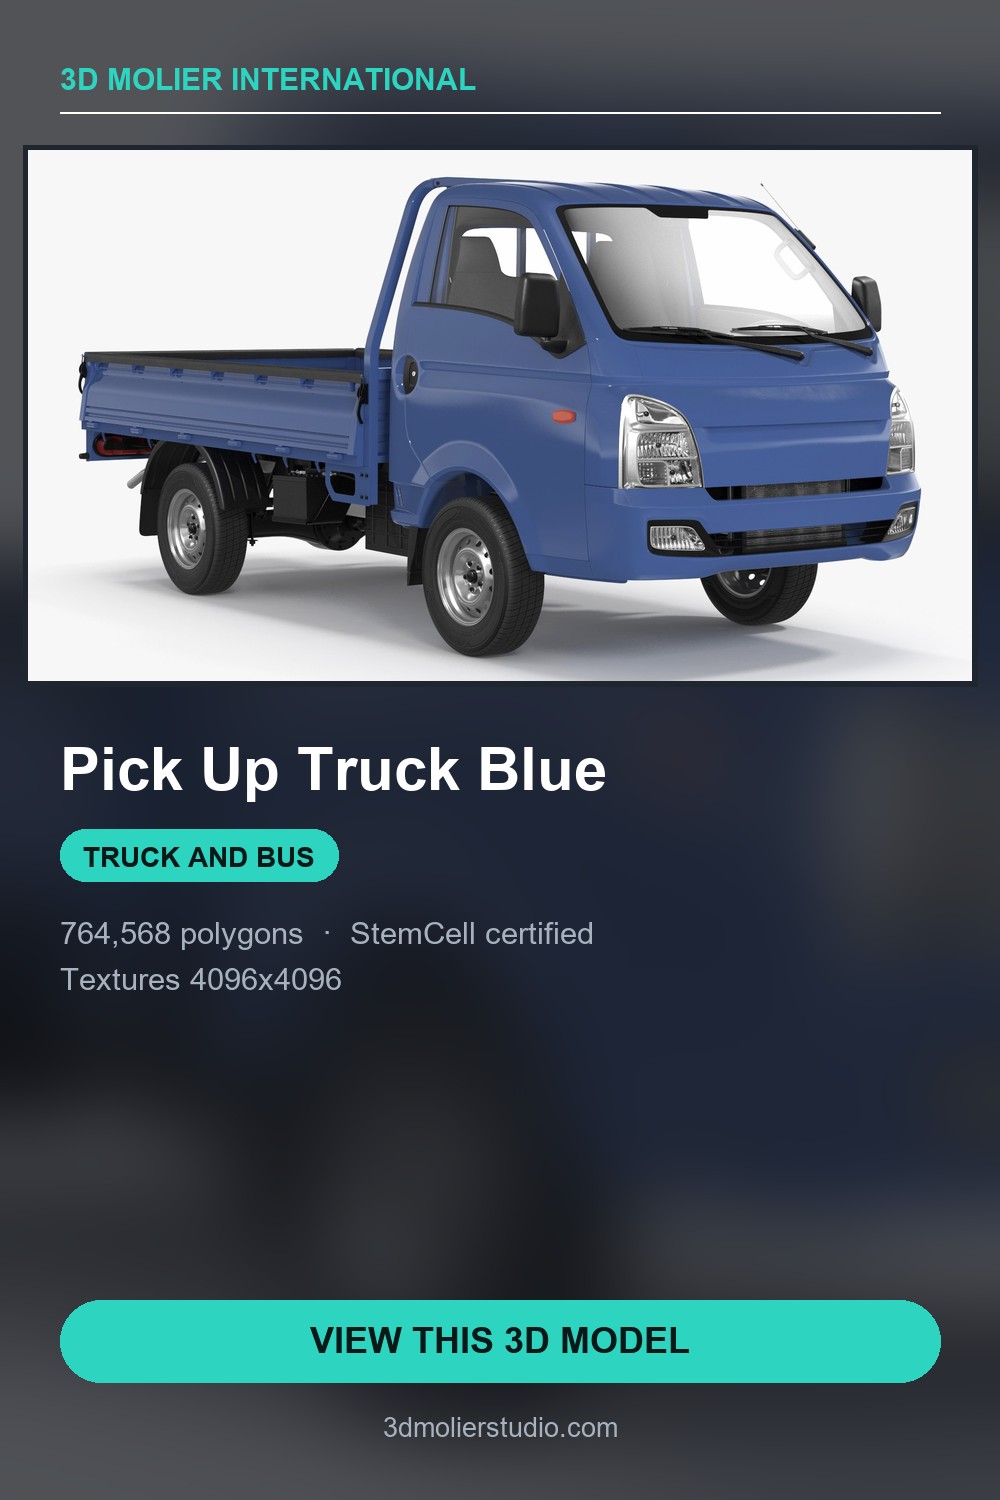 3D MOLIER INTERNATIONAL
Pick Up Truck Blue
TRUCK AND BUS
764,568 polygons · StemCell certified
Textures 4096x4096
VIEW THIS 3D MODEL
3dmolierstudio.com